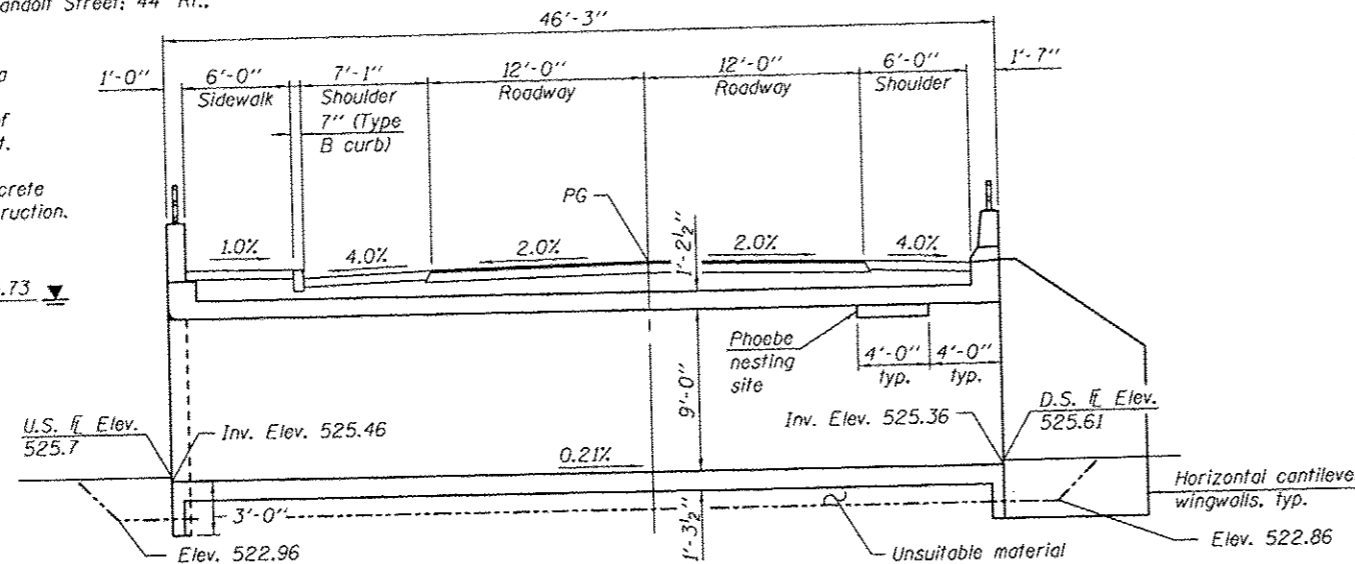 andolf Street; 44' Rt.,
46'-3"
1'-0"
6'-0"
Sidewalk
7'-1"
Shoulder
7" (Type
B curb)
12'-0"
Roadway
12'-0"
Roadway
6'-0"
Shoulder
1'-7"
of
t.
crete
ruction.
PG
1.0%
4.0%
2.0%
1'-2½"
2.0%
4.0%
.73
Phoebe
nesting
site
4'-0"
typ.
4'-0"
typ.
9'-0"
U.S. ℄ Elev.
525.7
Inv. Elev. 525.46
Inv. Elev. 525.36
D.S. ℄ Elev.
525.61
0.21%
3'-0"
1'-3½"
Horizontal cantileve
wingwalls, typ.
Elev. 522.96
Unsuitable material
Elev. 522.86